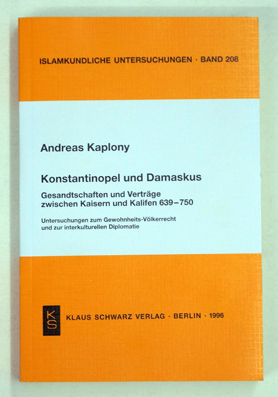 ISLAMKUNDLICHE UNTERSUCHUNGEN · BAND 208
Andreas Kaplony
Konstantinopel und Damaskus
Gesandtschaften und Verträge
zwischen Kaisern und Kalifen 639–750
Untersuchungen zum Gewohnheits-Völkerrecht
und zur interkulturellen Diplomatie
KS
KLAUS SCHWARZ VERLAG · BERLIN · 1996